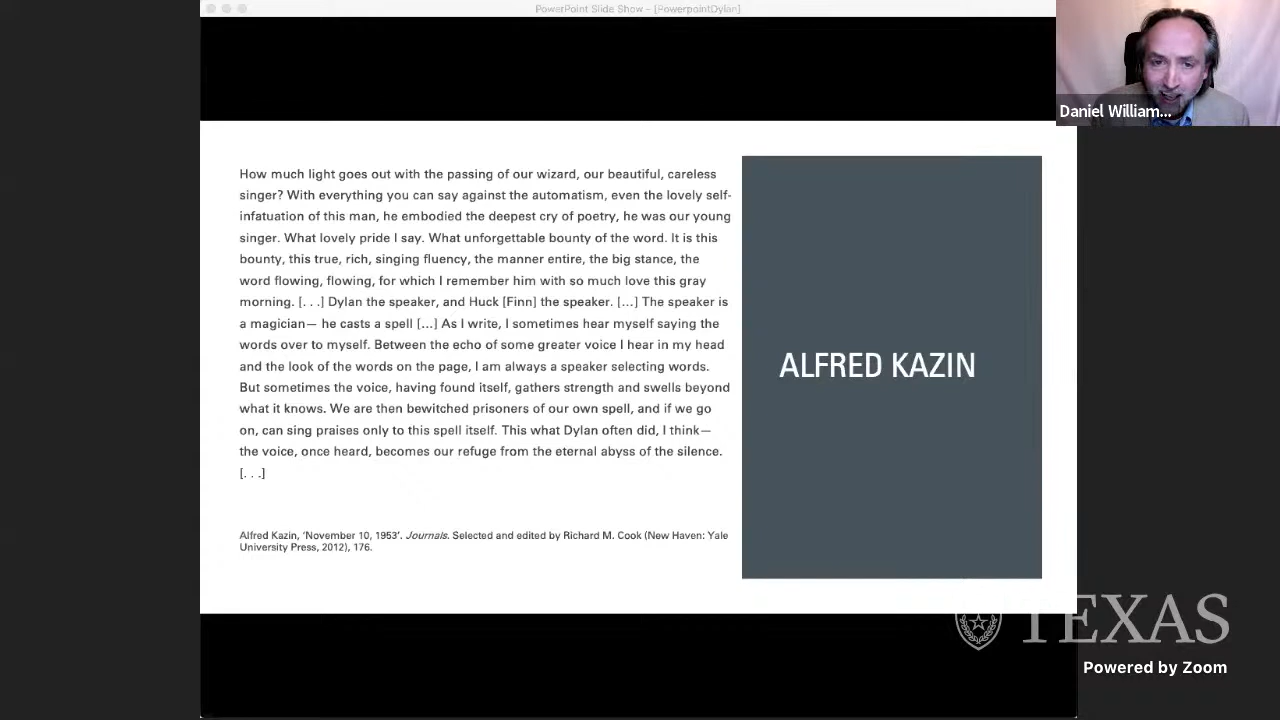 PowerPoint Slide Show - [PowerpointDylan]
Daniel William...
How much light goes out with the passing of our wizard, our beautiful, careless
singer? With everything you can say against the automatism, even the lovely self-
infatuation of this man, he embodied the deepest cry of poetry, he was our young
singer. What lovely pride I say. What unforgettable bounty of the word. It is this
bounty, this true, rich, singing fluency, the manner entire, the big stance, the
word flowing, flowing, for which I remember him with so much love this gray
morning. [. . .] Dylan the speaker, and Huck [Finn] the speaker. [...] The speaker is
a magician— he casts a spell [...] As I write, I sometimes hear myself saying the
words over to myself. Between the echo of some greater voice I hear in my head
and the look of the words on the page, I am always a speaker selecting words.
But sometimes the voice, having found itself, gathers strength and swells beyond
what it knows. We are then bewitched prisoners of our own spell, and if we go
on, can sing praises only to this spell itself. This what Dylan often did, I think—
the voice, once heard, becomes our refuge from the eternal abyss of the silence.
[. . .]
Alfred Kazin, ‘November 10, 1953’. Journals. Selected and edited by Richard M. Cook (New Haven: Yale
University Press, 2012), 176.
ALFRED KAZIN
TEXAS
Powered by Zoom